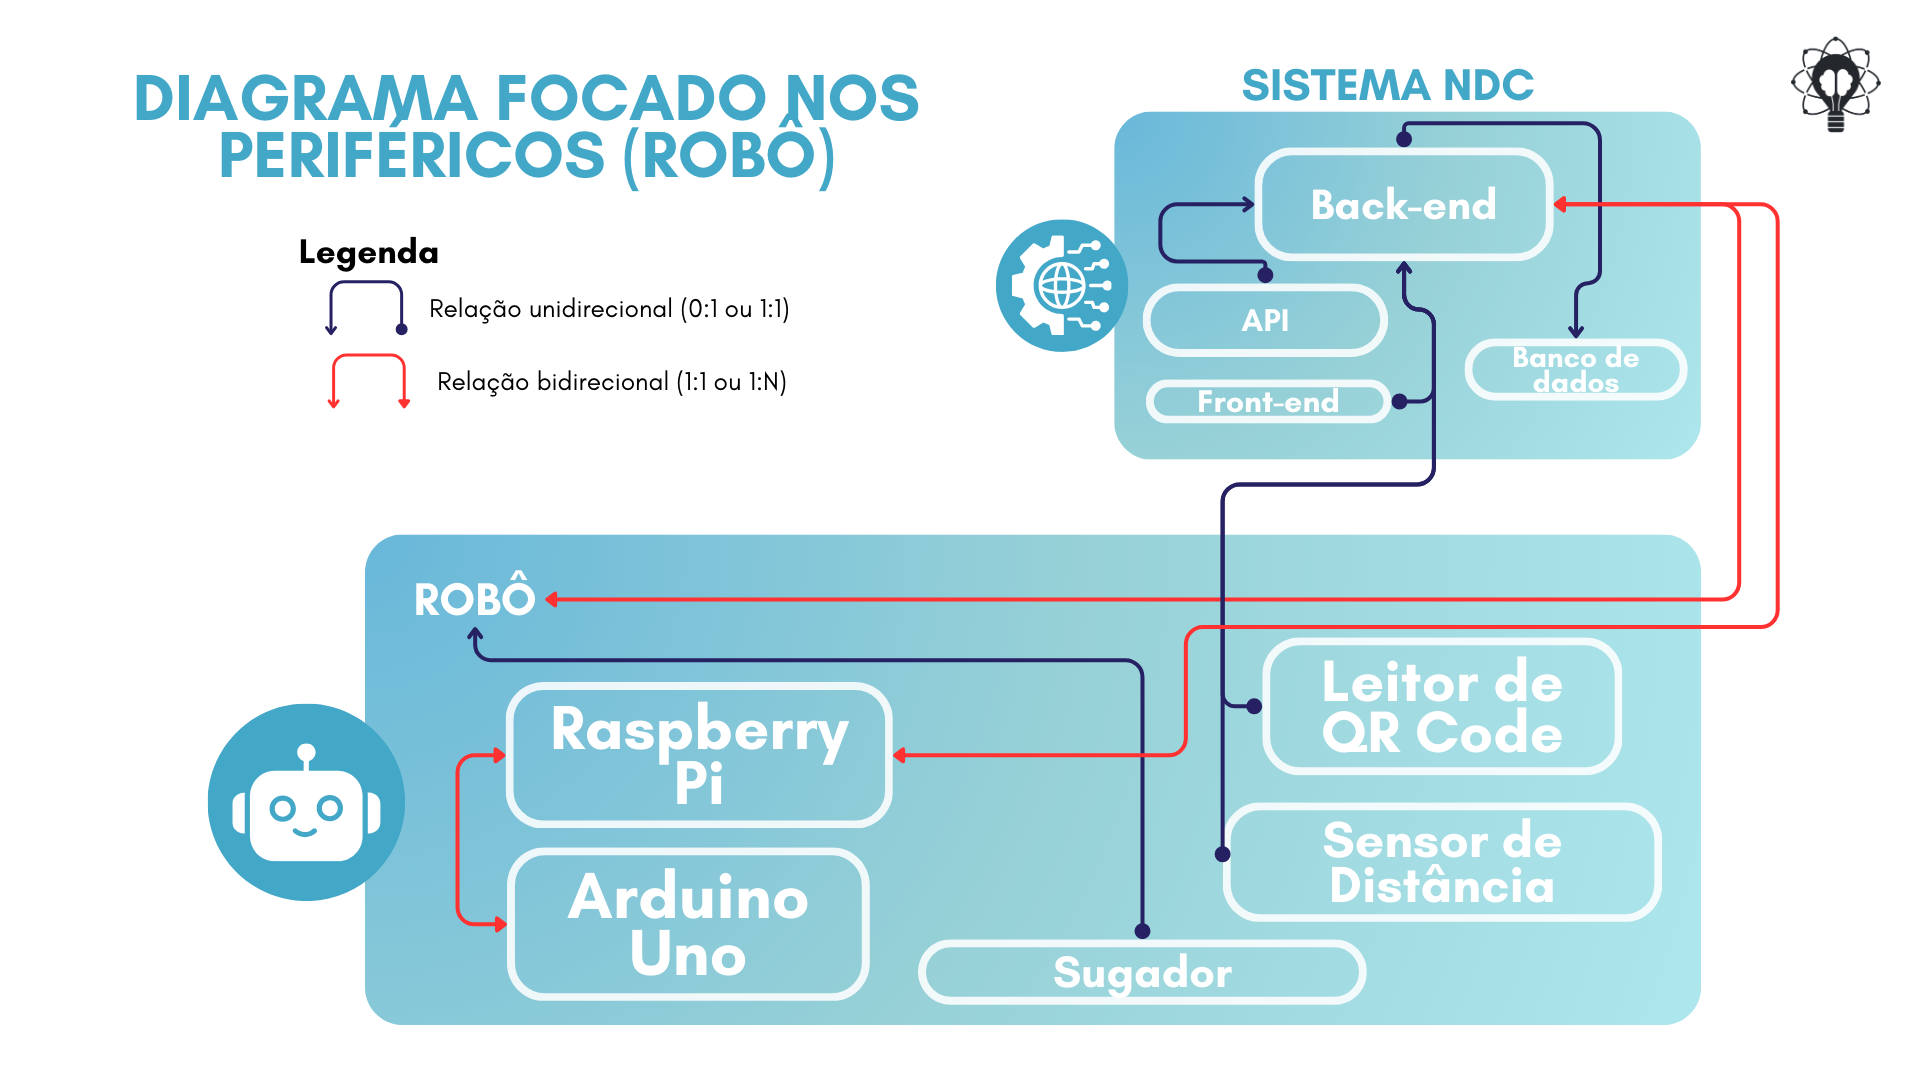 DIAGRAMA FOCADO NOS
PERIFÉRICOS (ROBÔ)
Legenda
Relação unidirecional (0:1 ou 1:1)
Relação bidirecional (1:1 ou 1:N)
SISTEMA NDC
Back-end
API
Front-end
Banco de
dados
ROBÔ
Raspberry
Pi
Arduino
Uno
Leitor de
QR Code
Sensor de
Distância
Sugador